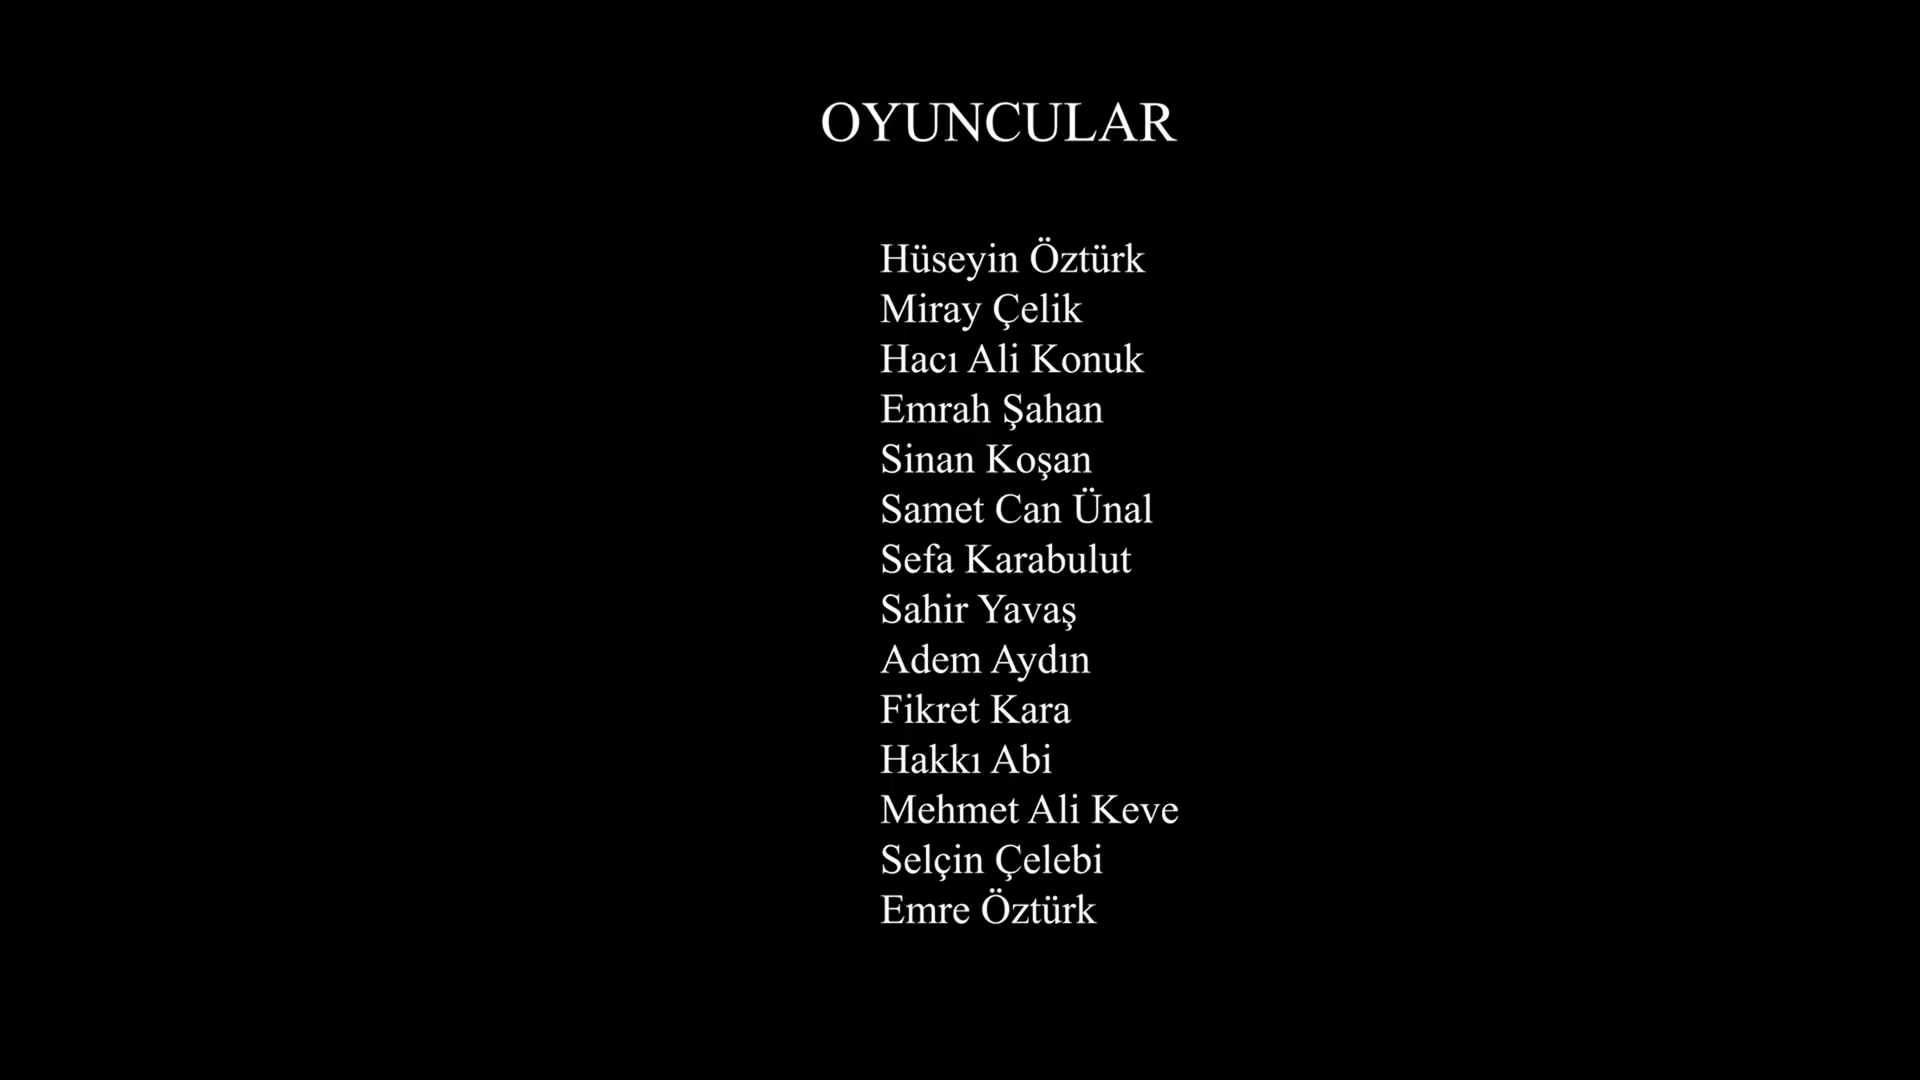 OYUNCULAR
Hüseyin Öztürk
Miray Çelik
Hacı Ali Konuk
Emrah Şahan
Sinan Koşan
Samet Can Ünal
Sefa Karabulut
Sahir Yavaş
Adem Aydın
Fikret Kara
Hakkı Abi
Mehmet Ali Keve
Selçin Çelebi
Emre Öztürk